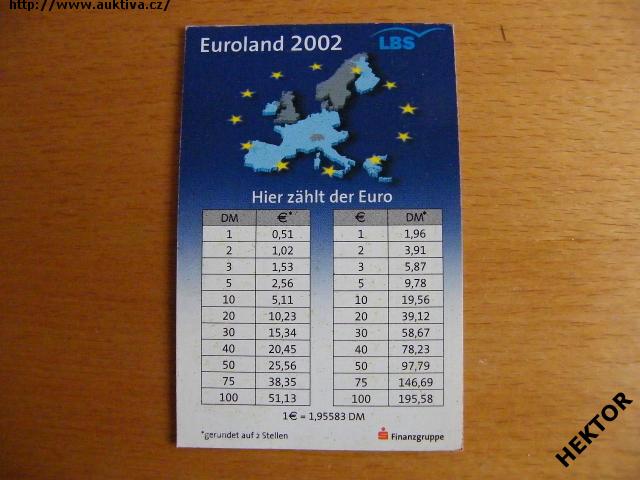 http://www.auktiva.cz/
Euroland 2002
LBS
Hier zählt der Euro
DM €*
1 0,51
2 1,02
3 1,53
5 2,56
10 5,11
20 10,23
30 15,34
40 20,45
50 25,56
75 38,35
100 51,13
€ DM*
1 1,96
2 3,91
3 5,87
5 9,78
10 19,56
20 39,12
30 58,67
40 78,23
50 97,79
75 146,69
100 195,58
1€ = 1,95583 DM
*gerundet auf 2 Stellen
Finanzgruppe
HEKTOR